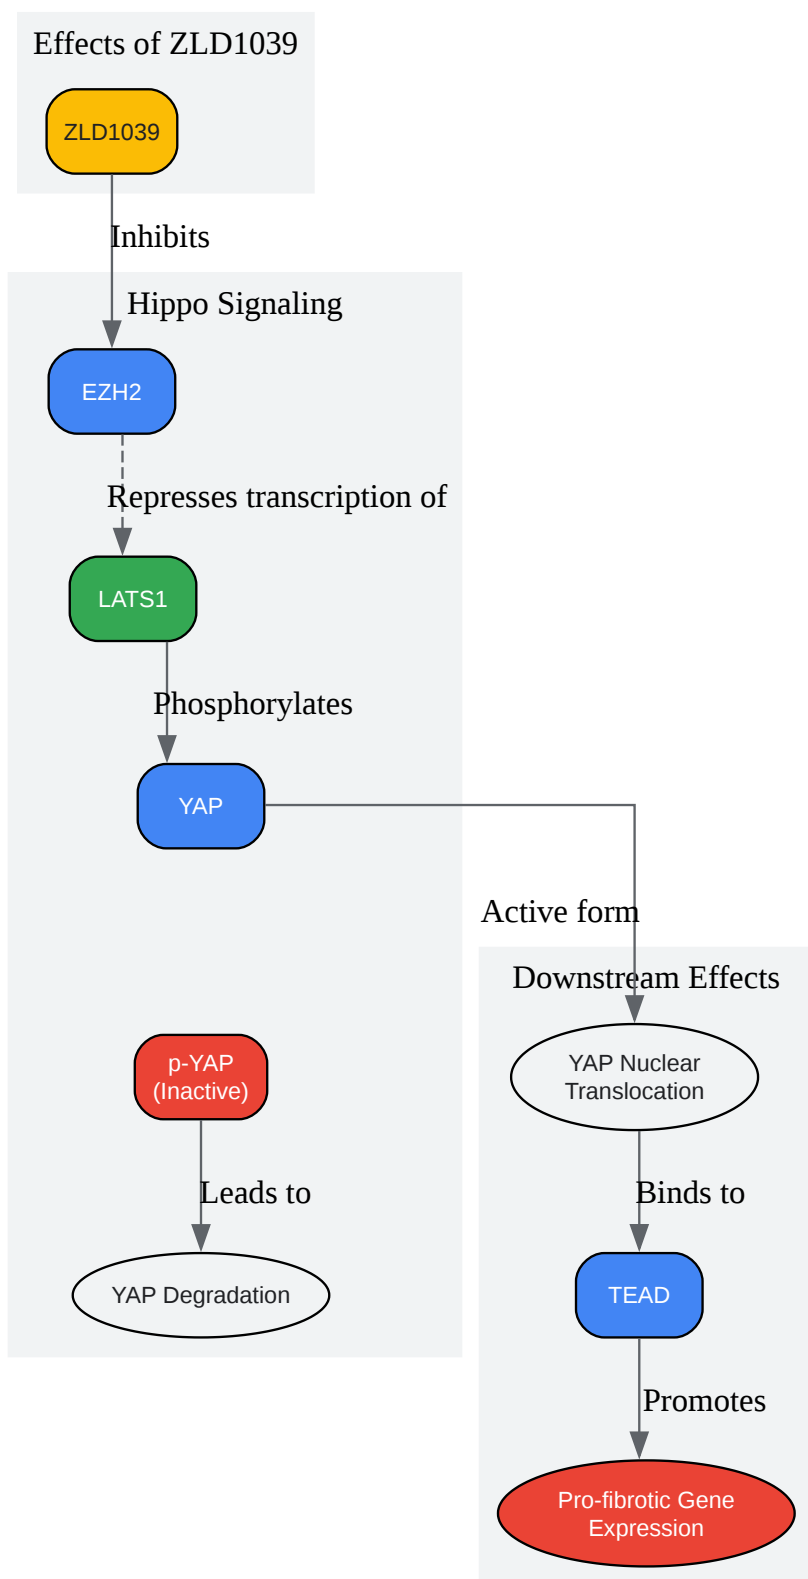 Effects of ZLD1039
ZLD1039
Inhibits
Hippo Signaling
EZH2
Represses transcription of
LATS1
Phosphorylates
YAP
Active form
Downstream Effects
p-YAP
(Inactive)
YAP Nuclear
Translocation
Leads to
Binds to
YAP Degradation
TEAD
Promotes
Pro-fibrotic Gene
Expression